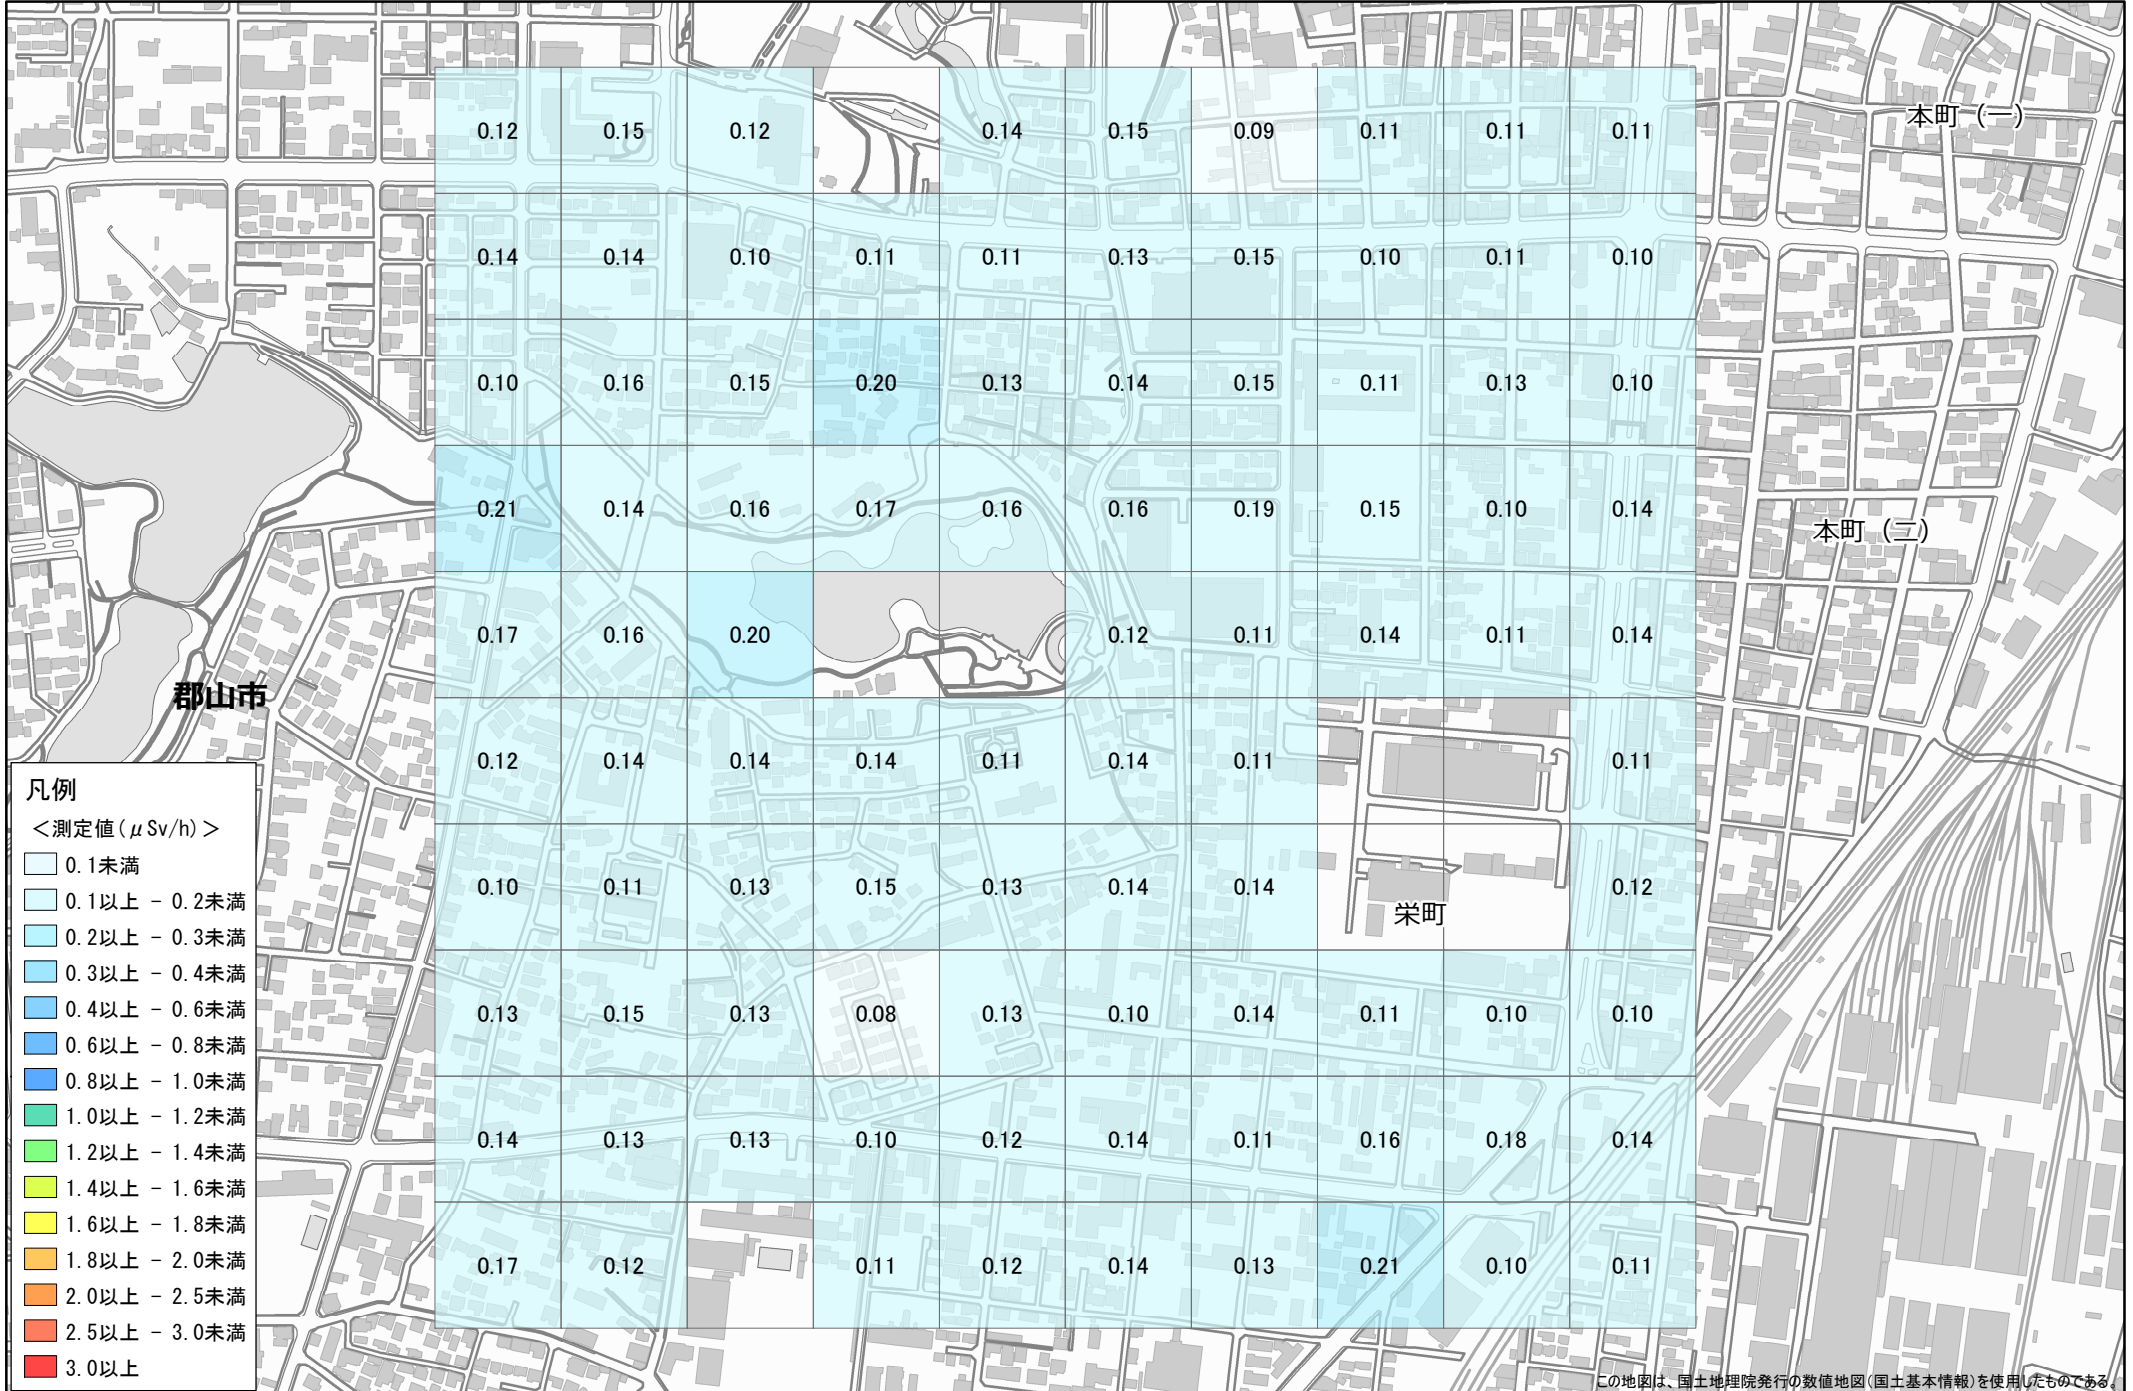 0.12 0.15 0.12 0.14 0.15 0.09 0.11 0.11 0.11
本町（一）
0.14 0.14 0.10 0.11 0.11 0.13 0.15 0.10 0.11 0.10
0.10 0.16 0.15 0.20 0.13 0.14 0.15 0.11 0.13 0.10
0.21 0.14 0.16 0.17 0.16 0.16 0.19 0.15 0.10 0.14
本町（二）
0.17 0.16 0.20 0.12 0.11 0.14 0.11 0.14
郡山市
0.12 0.14 0.14 0.14 0.11 0.14 0.11 0.11
0.10 0.11 0.13 0.15 0.13 0.14 0.14 0.12
栄町
0.13 0.15 0.13 0.08 0.13 0.10 0.14 0.11 0.10 0.10
0.14 0.13 0.13 0.10 0.12 0.14 0.11 0.16 0.18 0.14
0.17 0.12 0.11 0.12 0.14 0.13 0.21 0.10 0.11
凡例
＜測定値(μSv/h)＞
0.1未満
0.1以上 － 0.2未満
0.2以上 － 0.3未満
0.3以上 － 0.4未満
0.4以上 － 0.6未満
0.6以上 － 0.8未満
0.8以上 － 1.0未満
1.0以上 － 1.2未満
1.2以上 － 1.4未満
1.4以上 － 1.6未満
1.6以上 － 1.8未満
1.8以上 － 2.0未満
2.0以上 － 2.5未満
2.5以上 － 3.0未満
3.0以上
この地図は、国土地理院発行の数値地図(国土基本情報)を使用したものである。